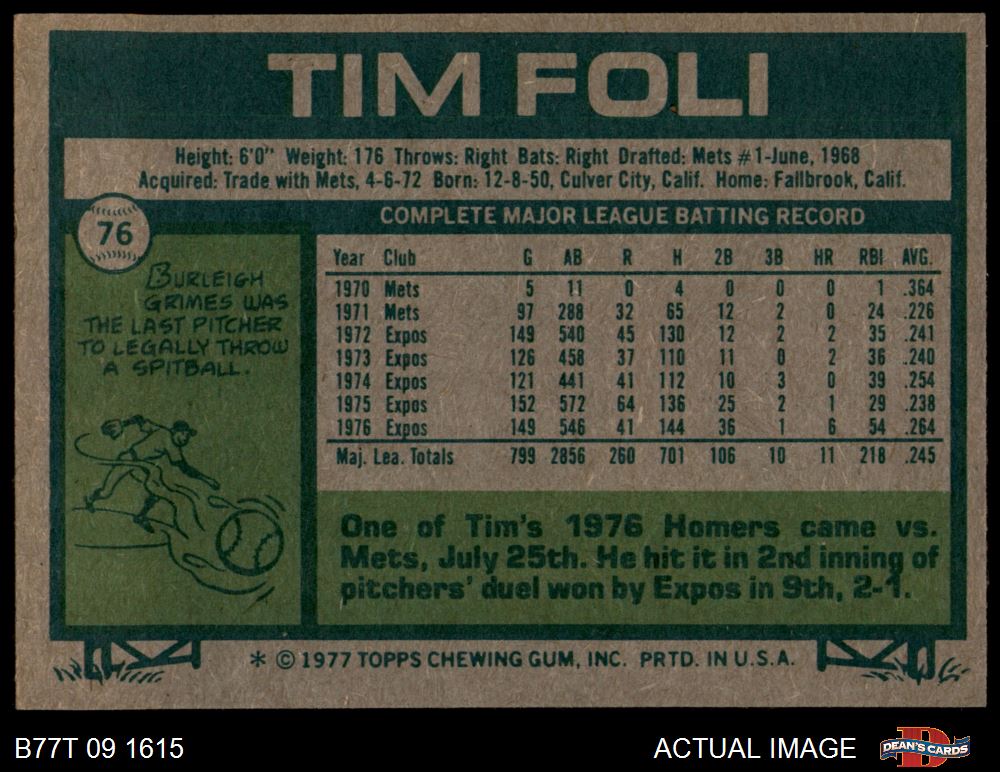 TIM FOLI
Height: 6'0" Weight: 176 Throws: Right Bats: Right Drafted: Mets #1-June, 1968
Acquired: Trade with Mets, 4-6-72 Born: 12-8-50, Culver City, Calif. Home: Fallbrook, Calif.
76
BURLEIGH
GRIMES WAS
THE LAST PITCHER
TO LEGALLY THROW
A SPITBALL.
COMPLETE MAJOR LEAGUE BATTING RECORD
Year Club G AB R H 2B 3B HR RBI AVG.
1970 Mets 5 11 0 4 0 0 0 1 .364
1971 Mets 97 288 32 65 12 2 0 24 .226
1972 Expos 149 540 45 130 12 2 2 35 .241
1973 Expos 126 458 37 110 11 0 2 36 .240
1974 Expos 121 441 41 112 10 3 0 39 .254
1975 Expos 152 572 64 136 25 2 1 29 .238
1976 Expos 149 546 41 144 36 1 6 54 .264
Maj. Lea. Totals 799 2856 260 701 106 10 11 218 .245
One of Tim's 1976 Homers came vs.
Mets, July 25th. He hit it in 2nd inning of
pitchers' duel won by Expos in 9th, 2-1.
* © 1977 TOPPS CHEWING GUM, INC. PRTD. IN U.S.A.
B77T 09 1615
ACTUAL IMAGE
D
DEAN'S CARDS